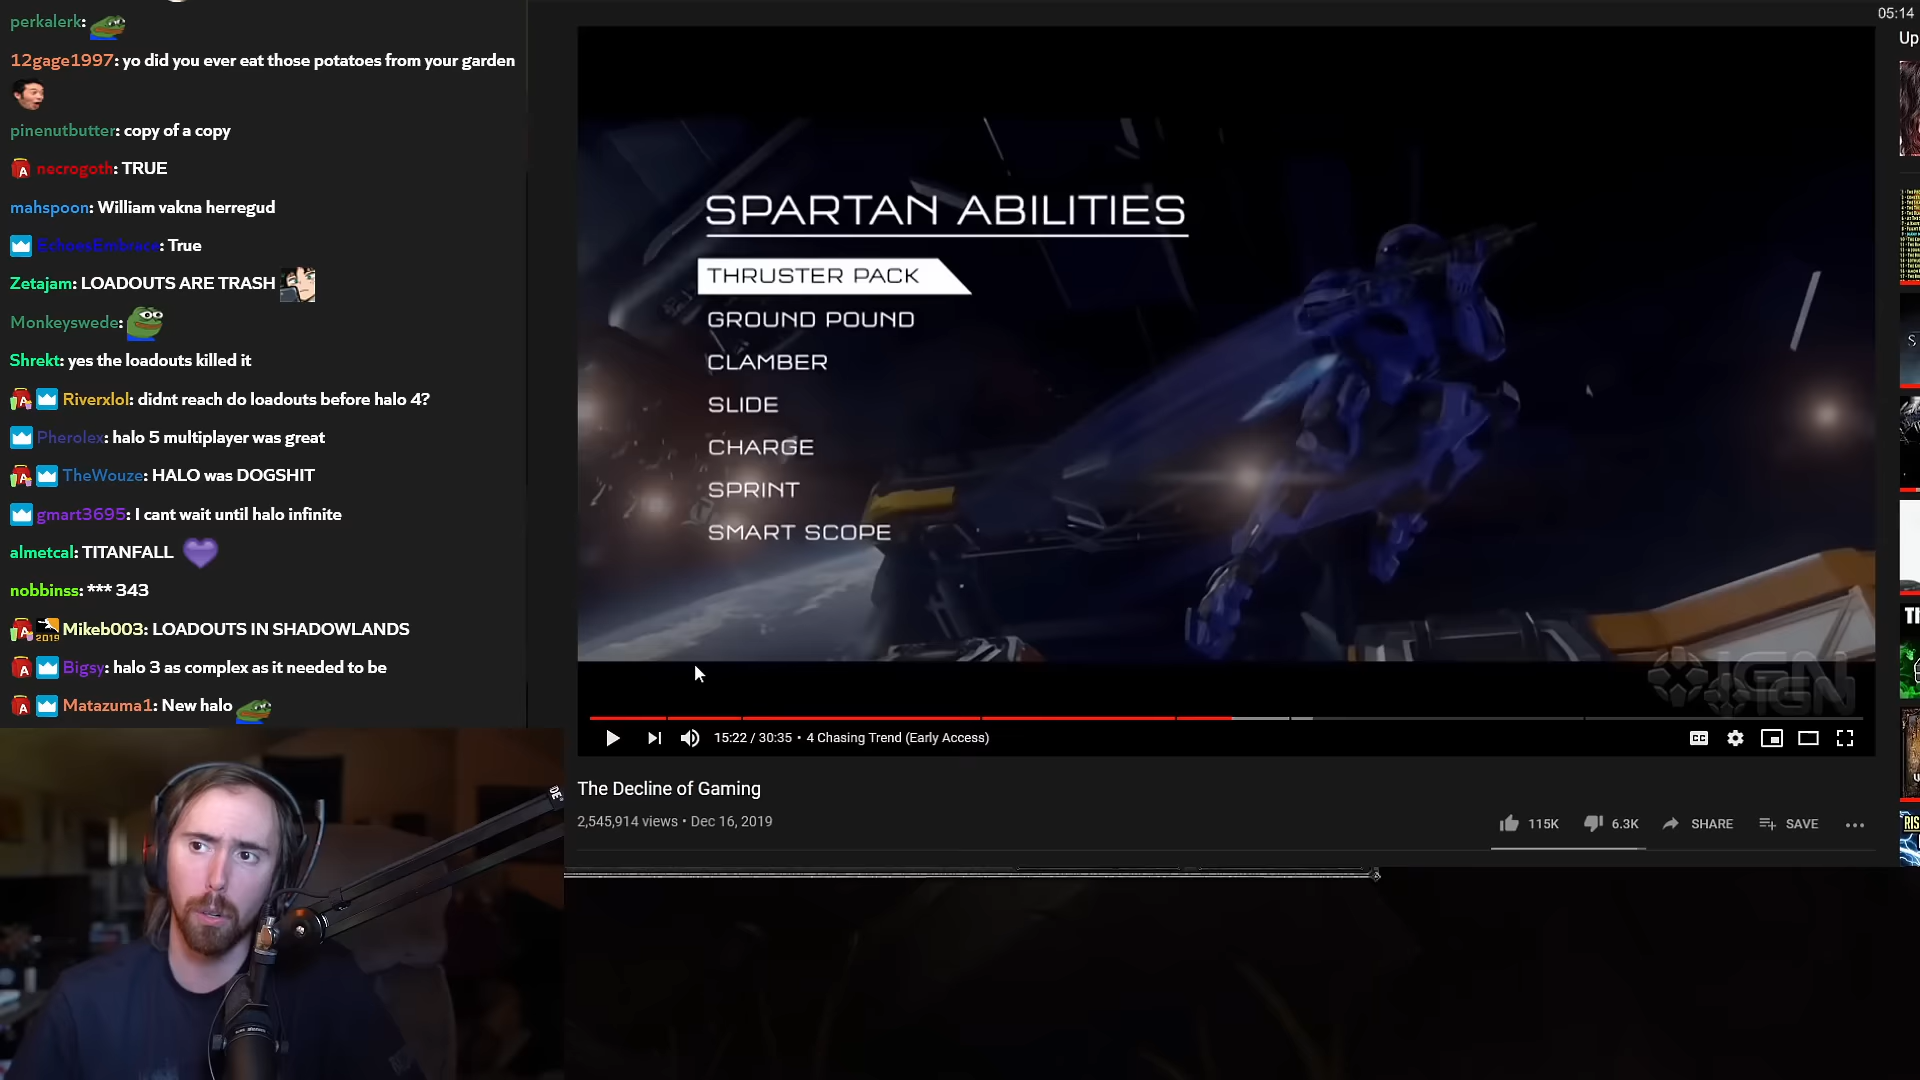 perkalerk:
12gage1997: yo did you ever eat those potatoes from your garden
pinenutbutter: copy of a copy
necrogoth: TRUE
mahspoon: William vakna herregud
EchoesEmbrace: True
Zetajam: LOADOUTS ARE TRASH
Monkeyswede:
Shrekt: yes the loadouts killed it
Riverxlol: didnt reach do loadouts before halo 4?
Pherolex: halo 5 multiplayer was great
TheWouze: HALO was DOGSHIT
gmart3695: I cant wait until halo infinite
almetcal: TITANFALL
nobbinss: *** 343
Mikeb003: LOADOUTS IN SHADOWLANDS
2019
Bigsy: halo 3 as complex as it needed to be
Matazuma1: New halo
05:14
Up
SPARTAN ABILITIES
THRUSTER PACK
GROUND POUND
CLAMBER
SLIDE
CHARGE
SPRINT
SMART SCOPE
IGN
IGN
15:22 / 30:35 • 4 Chasing Trend (Early Access)
CC
The Decline of Gaming
2,545,914 views • Dec 16, 2019
115K
6.3K
SHARE
SAVE